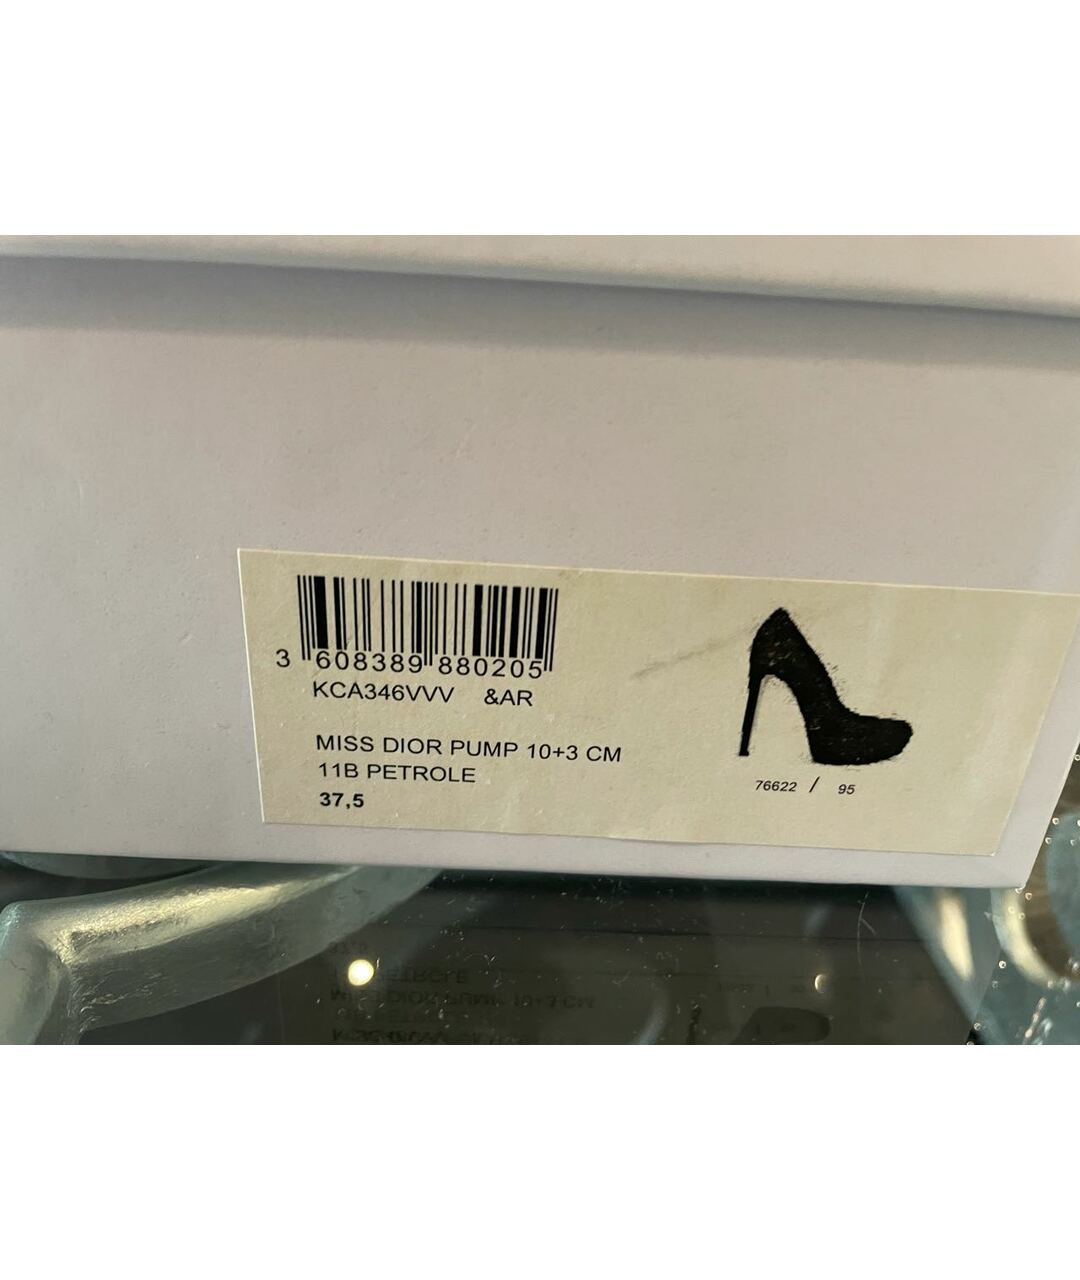 3 608389 880205
KCA346VVV &AR
MISS DIOR PUMP 10+3 CM
11B PETROLE
37,5
76622 / 95